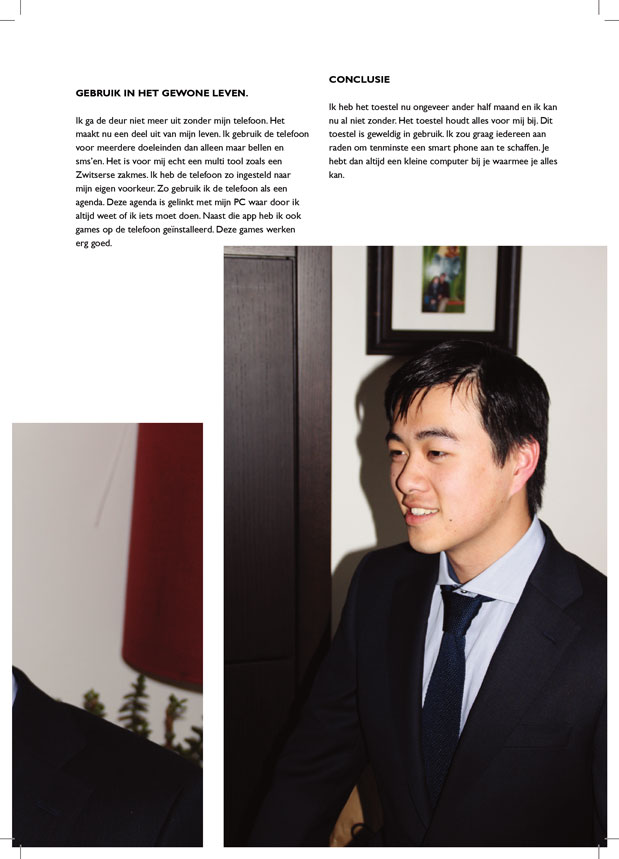 GEBRUIK IN HET GEWONE LEVEN.
Ik ga de deur niet meer uit zonder mijn telefoon. Het
maakt nu een deel uit van mijn leven. Ik gebruik de telefoon
voor meerdere doeleinden dan alleen maar bellen en
sms'en. Het is voor mij echt een multi tool zoals een
Zwitserse zakmes. Ik heb de telefoon zo ingesteld naar
mijn eigen voorkeur. Zo gebruik ik de telefoon als een
agenda. Deze agenda is gelinkt met mijn PC waar door ik
altijd weet of ik iets moet doen. Naast die app heb ik ook
games op de telefoon geïnstalleerd. Deze games werken
erg goed.
CONCLUSIE
Ik heb het toestel nu ongeveer ander half maand en ik kan
nu al niet zonder. Het toestel houdt alles voor mij bij. Dit
toestel is geweldig in gebruik. Ik zou graag iedereen aan
raden om tenminste een smart phone aan te schaffen. Je
hebt dan altijd een kleine computer bij je waarmee je alles
kan.